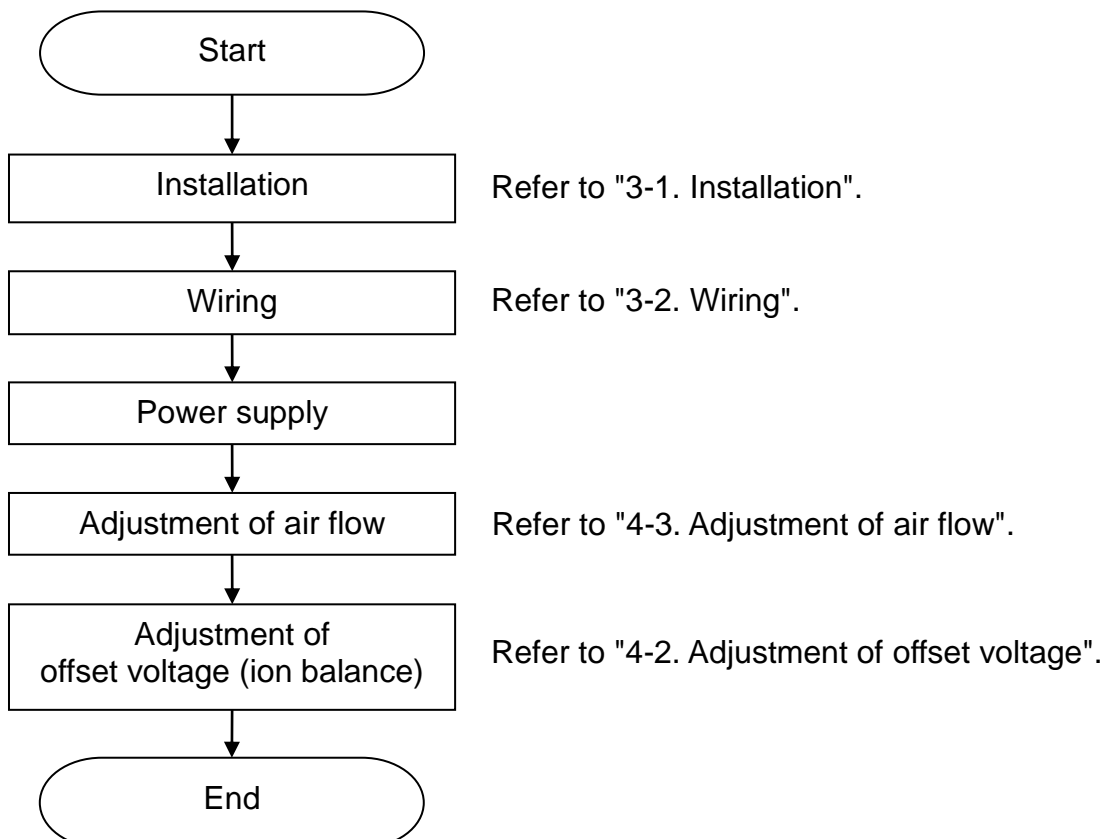 Start
Installation
Refer to "3-1. Installation".
Wiring
Refer to "3-2. Wiring".
Power supply
Adjustment of air flow
Refer to "4-3. Adjustment of air flow".
Adjustment of
offset voltage (ion balance)
Refer to "4-2. Adjustment of offset voltage".
End